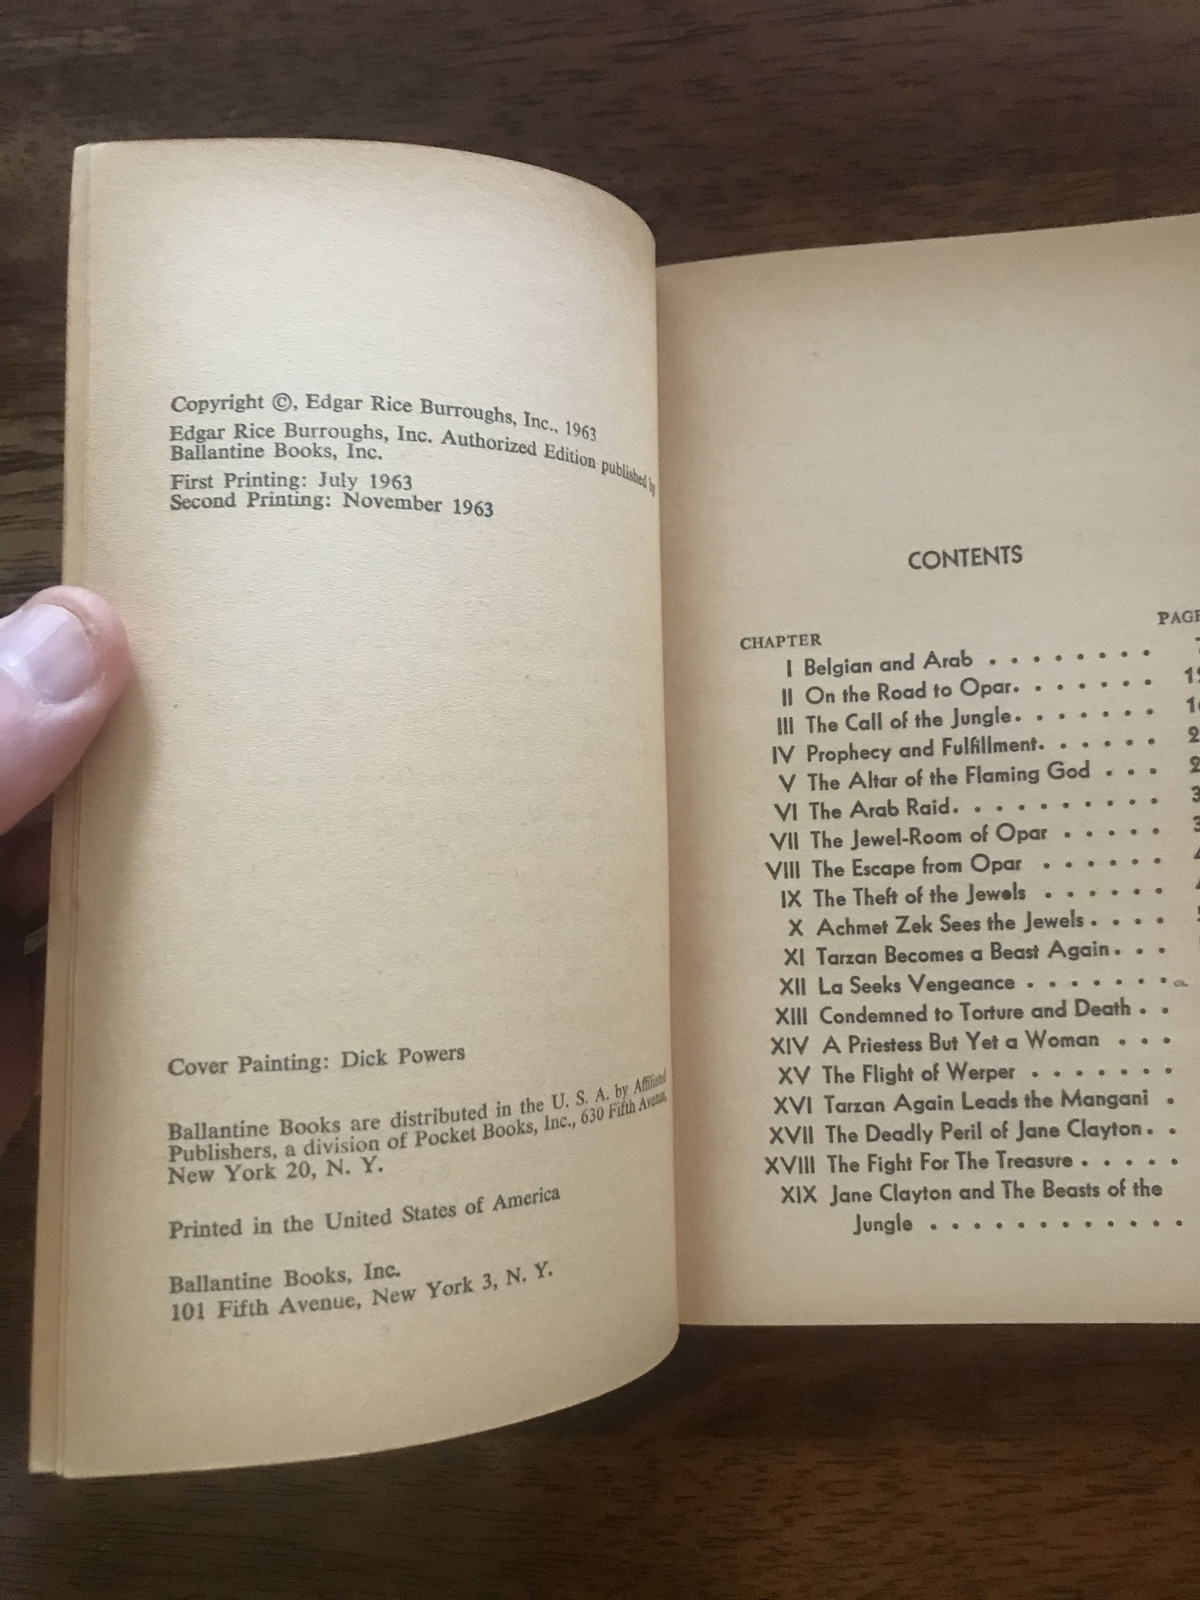 Copyright ©, Edgar Rice Burroughs, Inc., 1963
Edgar Rice Burroughs, Inc. Authorized Edition published by
Ballantine Books, Inc.
First Printing: July 1963
Second Printing: November 1963
Cover Painting: Dick Powers
Ballantine Books are distributed in the U. S. A. by Affiliated
Publishers, a division of Pocket Books, Inc., 630 Fifth Avenue,
New York 20, N. Y.
Printed in the United States of America
Ballantine Books, Inc.
101 Fifth Avenue, New York 3, N. Y.
CONTENTS
CHAPTER PAGE
I Belgian and Arab . . . . . . . .
II On the Road to Opar. . . . . . .
III The Call of the Jungle. . . . . . .
IV Prophecy and Fulfillment. . . . . .
V The Altar of the Flaming God . . .
VI The Arab Raid. . . . . . . . . .
VII The Jewel-Room of Opar . . . . .
VIII The Escape from Opar . . . . . .
IX The Theft of the Jewels . . . . . .
X Achmet Zek Sees the Jewels . . . .
XI Tarzan Becomes a Beast Again. . .
XII La Seeks Vengeance . . . . . . .
XIII Condemned to Torture and Death . .
XIV A Priestess But Yet a Woman . . .
XV The Flight of Werper . . . . . . .
XVI Tarzan Again Leads the Mangani .
XVII The Deadly Peril of Jane Clayton . .
XVIII The Fight For The Treasure . . . . .
XIX Jane Clayton and The Beasts of the
Jungle . . . . . . . . . . . .